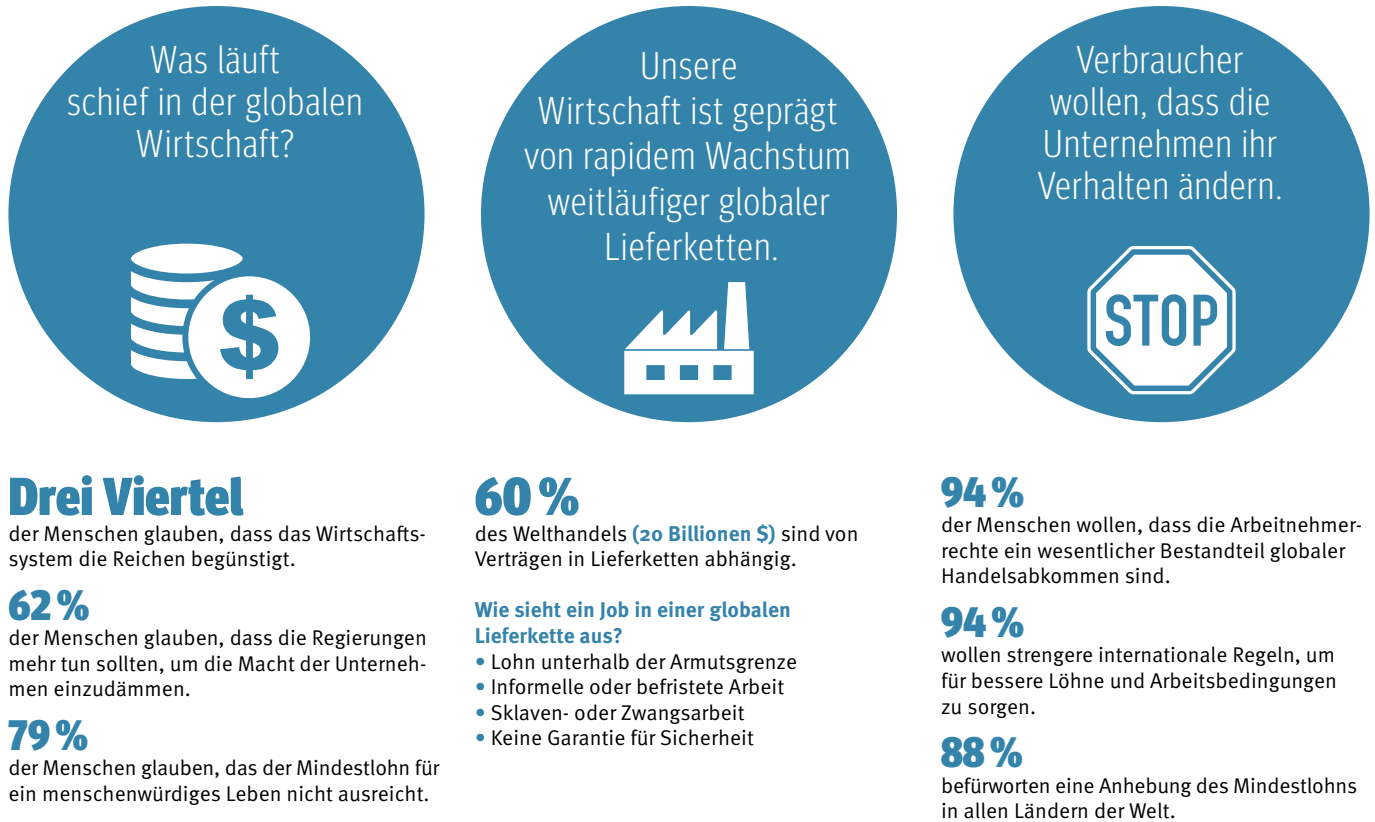 Was läuft
schief in der globalen
Wirtschaft?
$
Drei Viertel
der Menschen glauben, dass das Wirtschafts-
system die Reichen begünstigt.
62 %
der Menschen glauben, dass die Regierungen
mehr tun sollten, um die Macht der Unterneh-
men einzudämmen.
79 %
der Menschen glauben, das der Mindestlohn für
ein menschenwürdiges Leben nicht ausreicht.
Unsere
Wirtschaft ist geprägt
von rapidem Wachstum
weitläufiger globaler
Lieferketten.
60 %
des Welthandels (20 Billionen $) sind von
Verträgen in Lieferketten abhängig.
Wie sieht ein Job in einer globalen
Lieferkette aus?
• Lohn unterhalb der Armutsgrenze
• Informelle oder befristete Arbeit
• Sklaven- oder Zwangsarbeit
• Keine Garantie für Sicherheit
Verbraucher
wollen, dass die
Unternehmen ihr
Verhalten ändern.
STOP
94 %
der Menschen wollen, dass die Arbeitnehmer-
rechte ein wesentlicher Bestandteil globaler
Handelsabkommen sind.
94 %
wollen strengere internationale Regeln, um
für bessere Löhne und Arbeitsbedingungen
zu sorgen.
88 %
befürworten eine Anhebung des Mindestlohns
in allen Ländern der Welt.